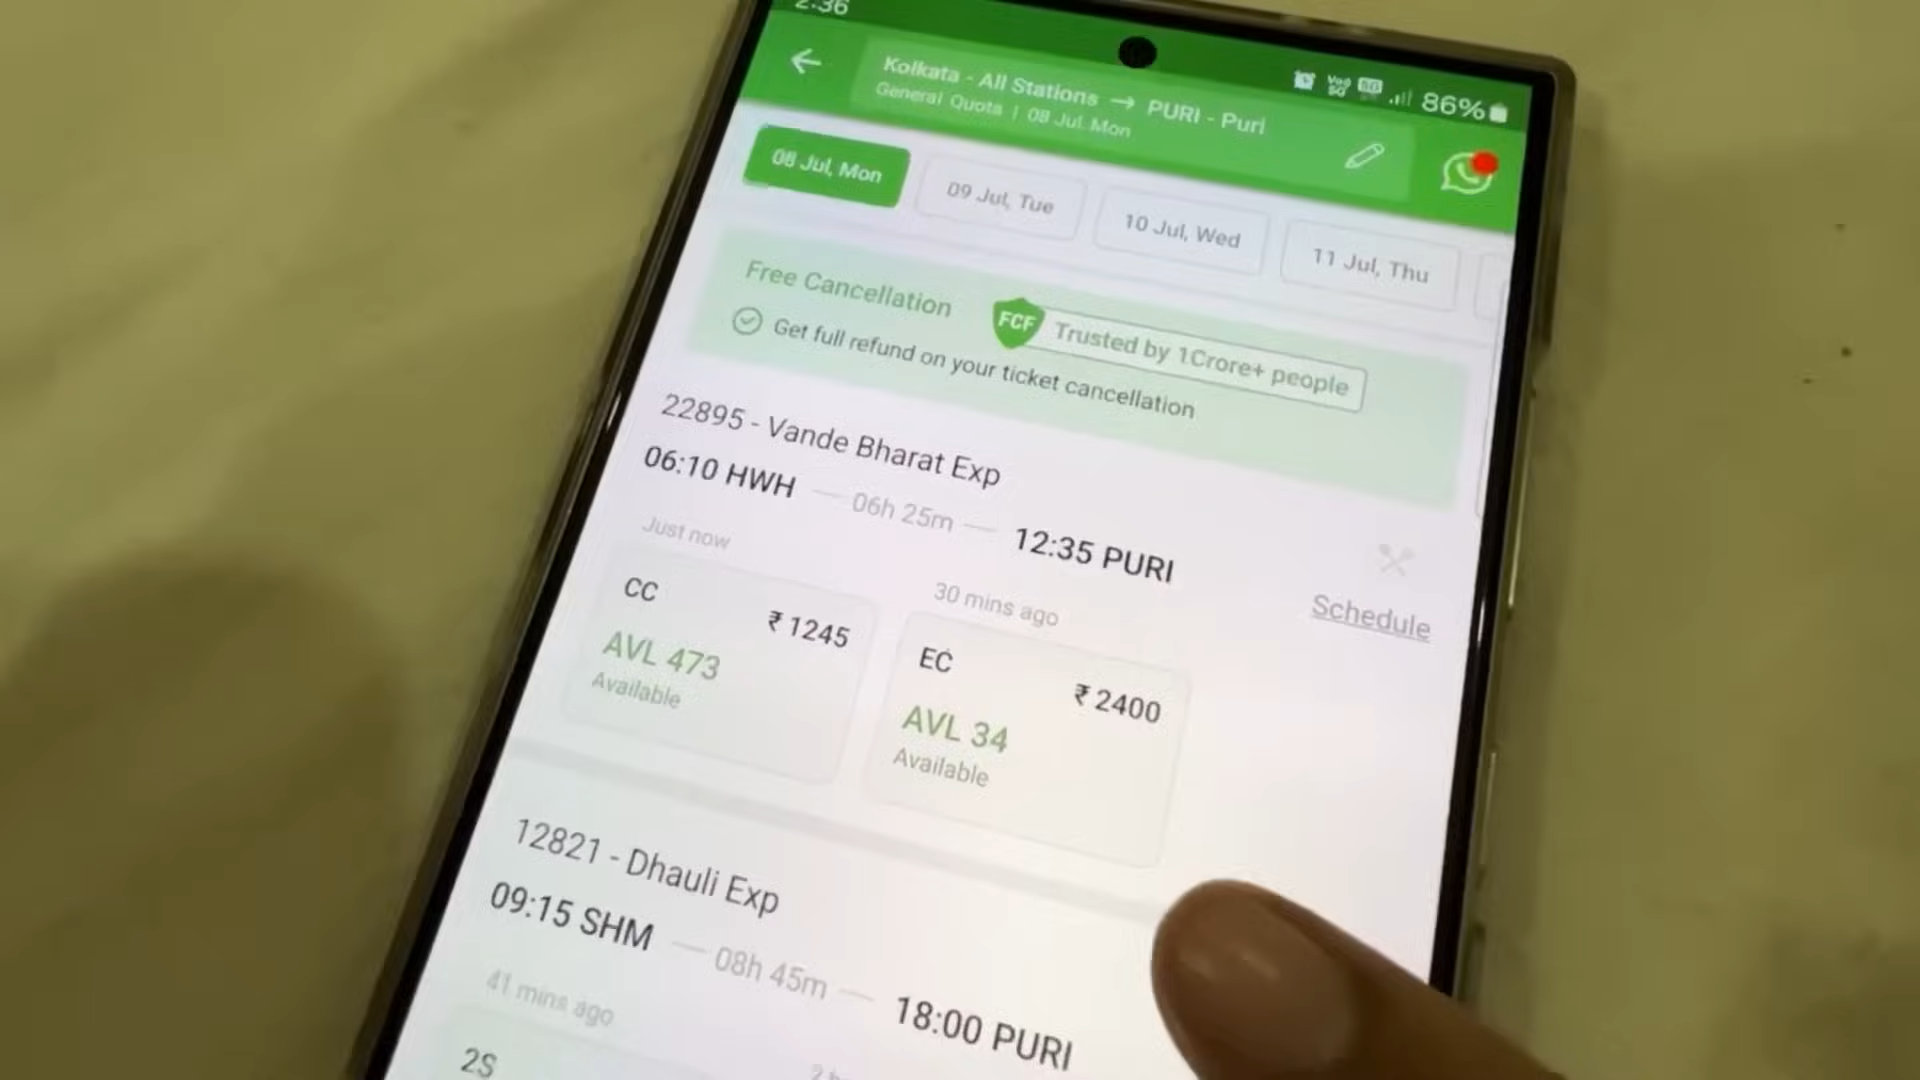 2:36
86%
Kolkata - All Stations → PURI - Puri
General Quota | 08 Jul, Mon
08 Jul, Mon
09 Jul, Tue
10 Jul, Wed
11 Jul, Thu
Free Cancellation
FCF
Trusted by 1Crore+ people
Get full refund on your ticket cancellation
22895 - Vande Bharat Exp
06:10 HWH — 06h 25m — 12:35 PURI
Schedule
Just now
CC ₹ 1245
AVL 473
Available
30 mins ago
EC ₹ 2400
AVL 34
Available
12821 - Dhauli Exp
09:15 SHM — 08h 45m — 18:00 PURI
41 mins ago
2S